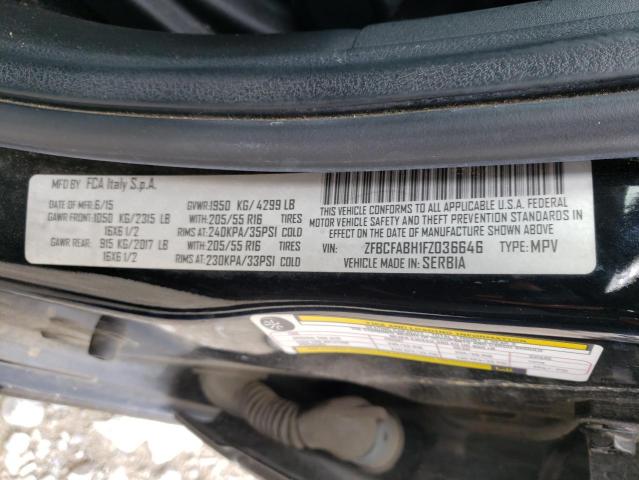 MFD BY FCA Italy S.p.A.
DATE OF MFR:6/15 GVWR:1950 KG/ 4299 LB
GAWR FRONT:1050 KG/2315 LB WITH:205/55 R16 TIRES
16X6 1/2 RIMS AT:240KPA/35PSI COLD
GAWR REAR: 915 KG/2017 LB WITH:205/55 R16 TIRES
16X6 1/2 RIMS AT:230KPA/33PSI COLD
THIS VEHICLE CONFORMS TO ALL APPLICABLE U.S.A. FEDERAL
MOTOR VEHICLE SAFETY AND THEFT PREVENTION STANDARDS IN
EFFECT ON THE DATE OF MANUFACTURE SHOWN ABOVE
VIN: ZFBCFABH1FZ036646 TYPE:MPV
VEHICLE MADE IN:SERBIA
TIRE AND LOADING INFORMATION